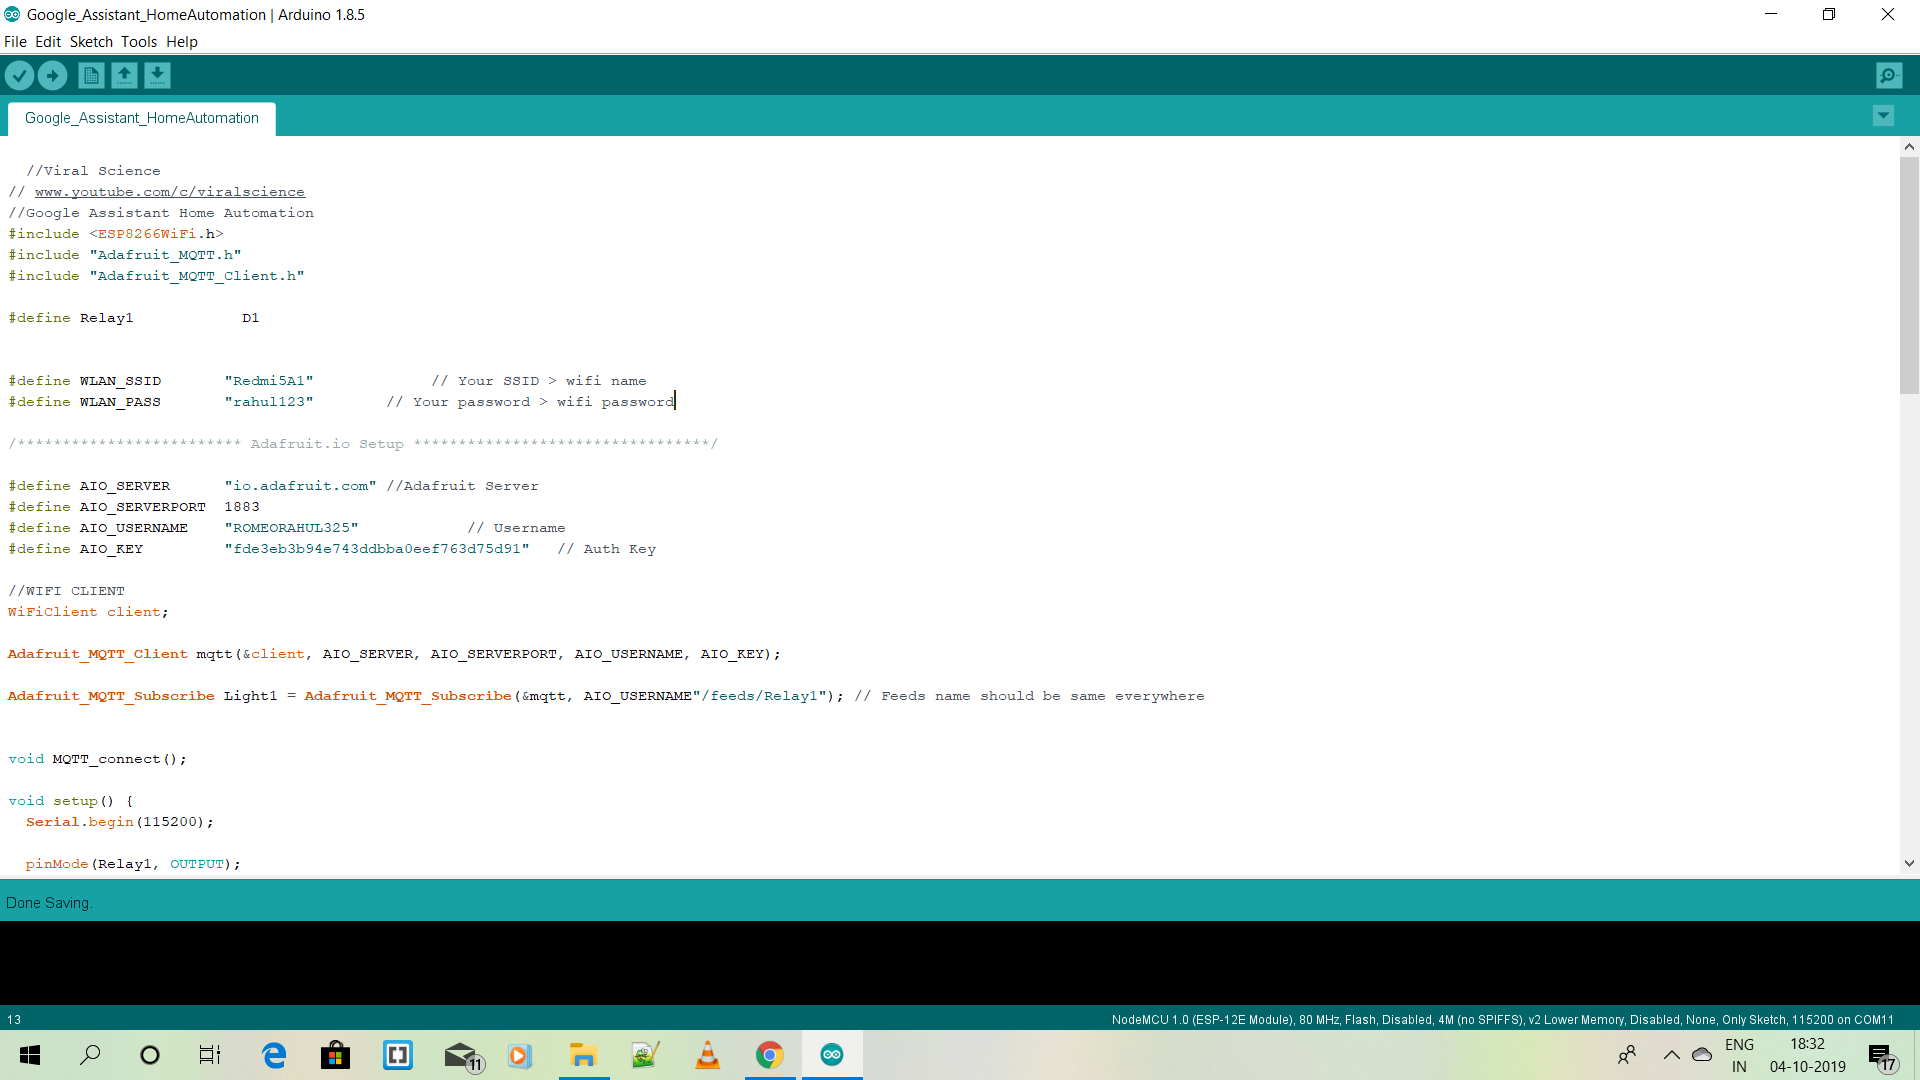 Google_Assistant_HomeAutomation | Arduino 1.8.5
File Edit Sketch Tools Help
Google_Assistant_HomeAutomation
//Viral Science
// www.youtube.com/c/viralscience
//Google Assistant Home Automation
#include <ESP8266WiFi.h>
#include "Adafruit_MQTT.h"
#include "Adafruit_MQTT_Client.h"
#define Relay1 D1
#define WLAN_SSID "Redmi5A1" // Your SSID > wifi name
#define WLAN_PASS "rahul123" // Your password > wifi password
/************************* Adafruit.io Setup *********************************/
#define AIO_SERVER "io.adafruit.com" //Adafruit Server
#define AIO_SERVERPORT 1883
#define AIO_USERNAME "ROMEORAHUL325" // Username
#define AIO_KEY "fde3eb3b94e743ddbba0eef763d75d91" // Auth Key
//WIFI CLIENT
WiFiClient client;
Adafruit_MQTT_Client mqtt(&client, AIO_SERVER, AIO_SERVERPORT, AIO_USERNAME, AIO_KEY);
Adafruit_MQTT_Subscribe Light1 = Adafruit_MQTT_Subscribe(&mqtt, AIO_USERNAME"/feeds/Relay1"); // Feeds name should be same everywhere
void MQTT_connect();
void setup() {
Serial.begin(115200);
pinMode(Relay1, OUTPUT);
Done Saving.
13 NodeMCU 1.0 (ESP-12E Module), 80 MHz, Flash, Disabled, 4M (no SPIFFS), v2 Lower Memory, Disabled, None, Only Sketch, 115200 on COM11
11
ENG 18:32
IN 04-10-2019 17